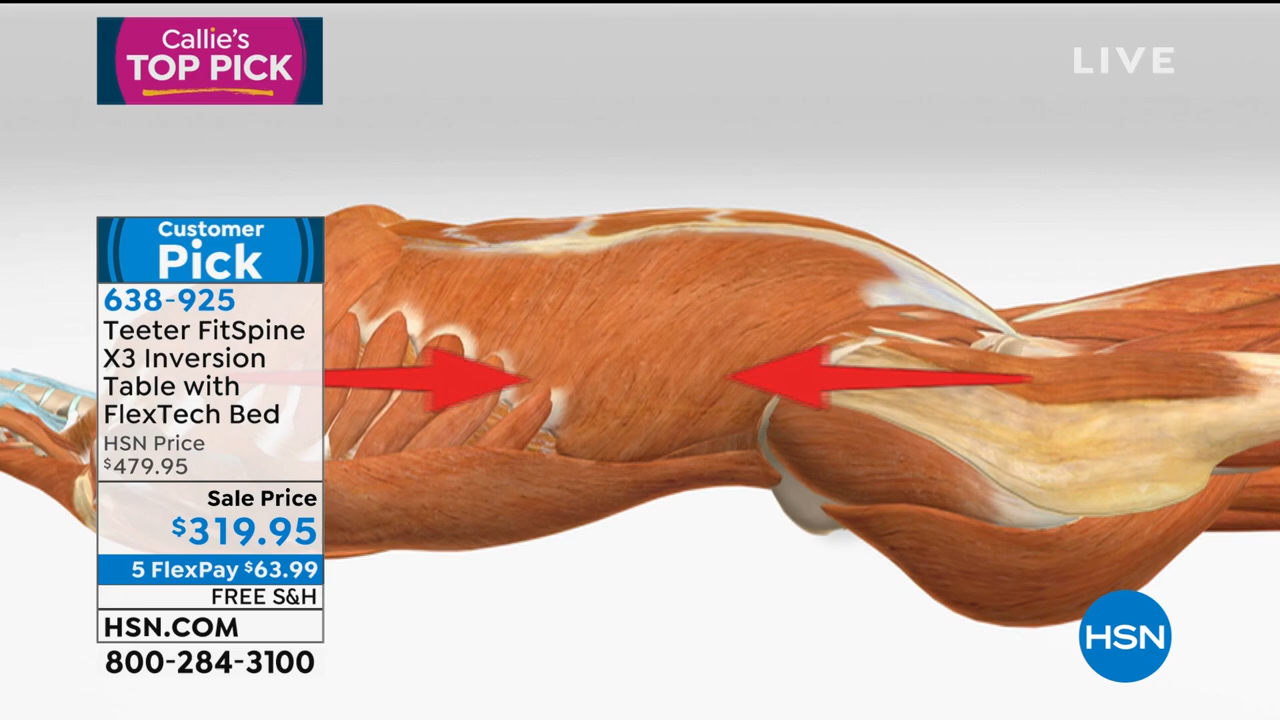 Callie's
TOP PICK
LIVE
Customer
Pick
638-925
Teeter FitSpine
X3 Inversion
Table with
FlexTech Bed
HSN Price
$479.95
Sale Price
$319.95
5 FlexPay $63.99
FREE S&H
HSN.COM
800-284-3100
HSN